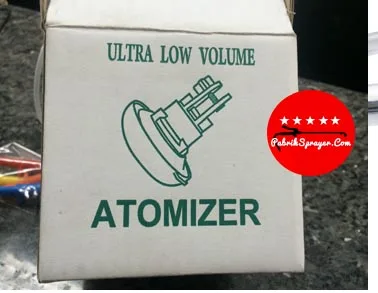 ULTRA LOW VOLUME
PabrikSprayer.Com
ATOMIZER